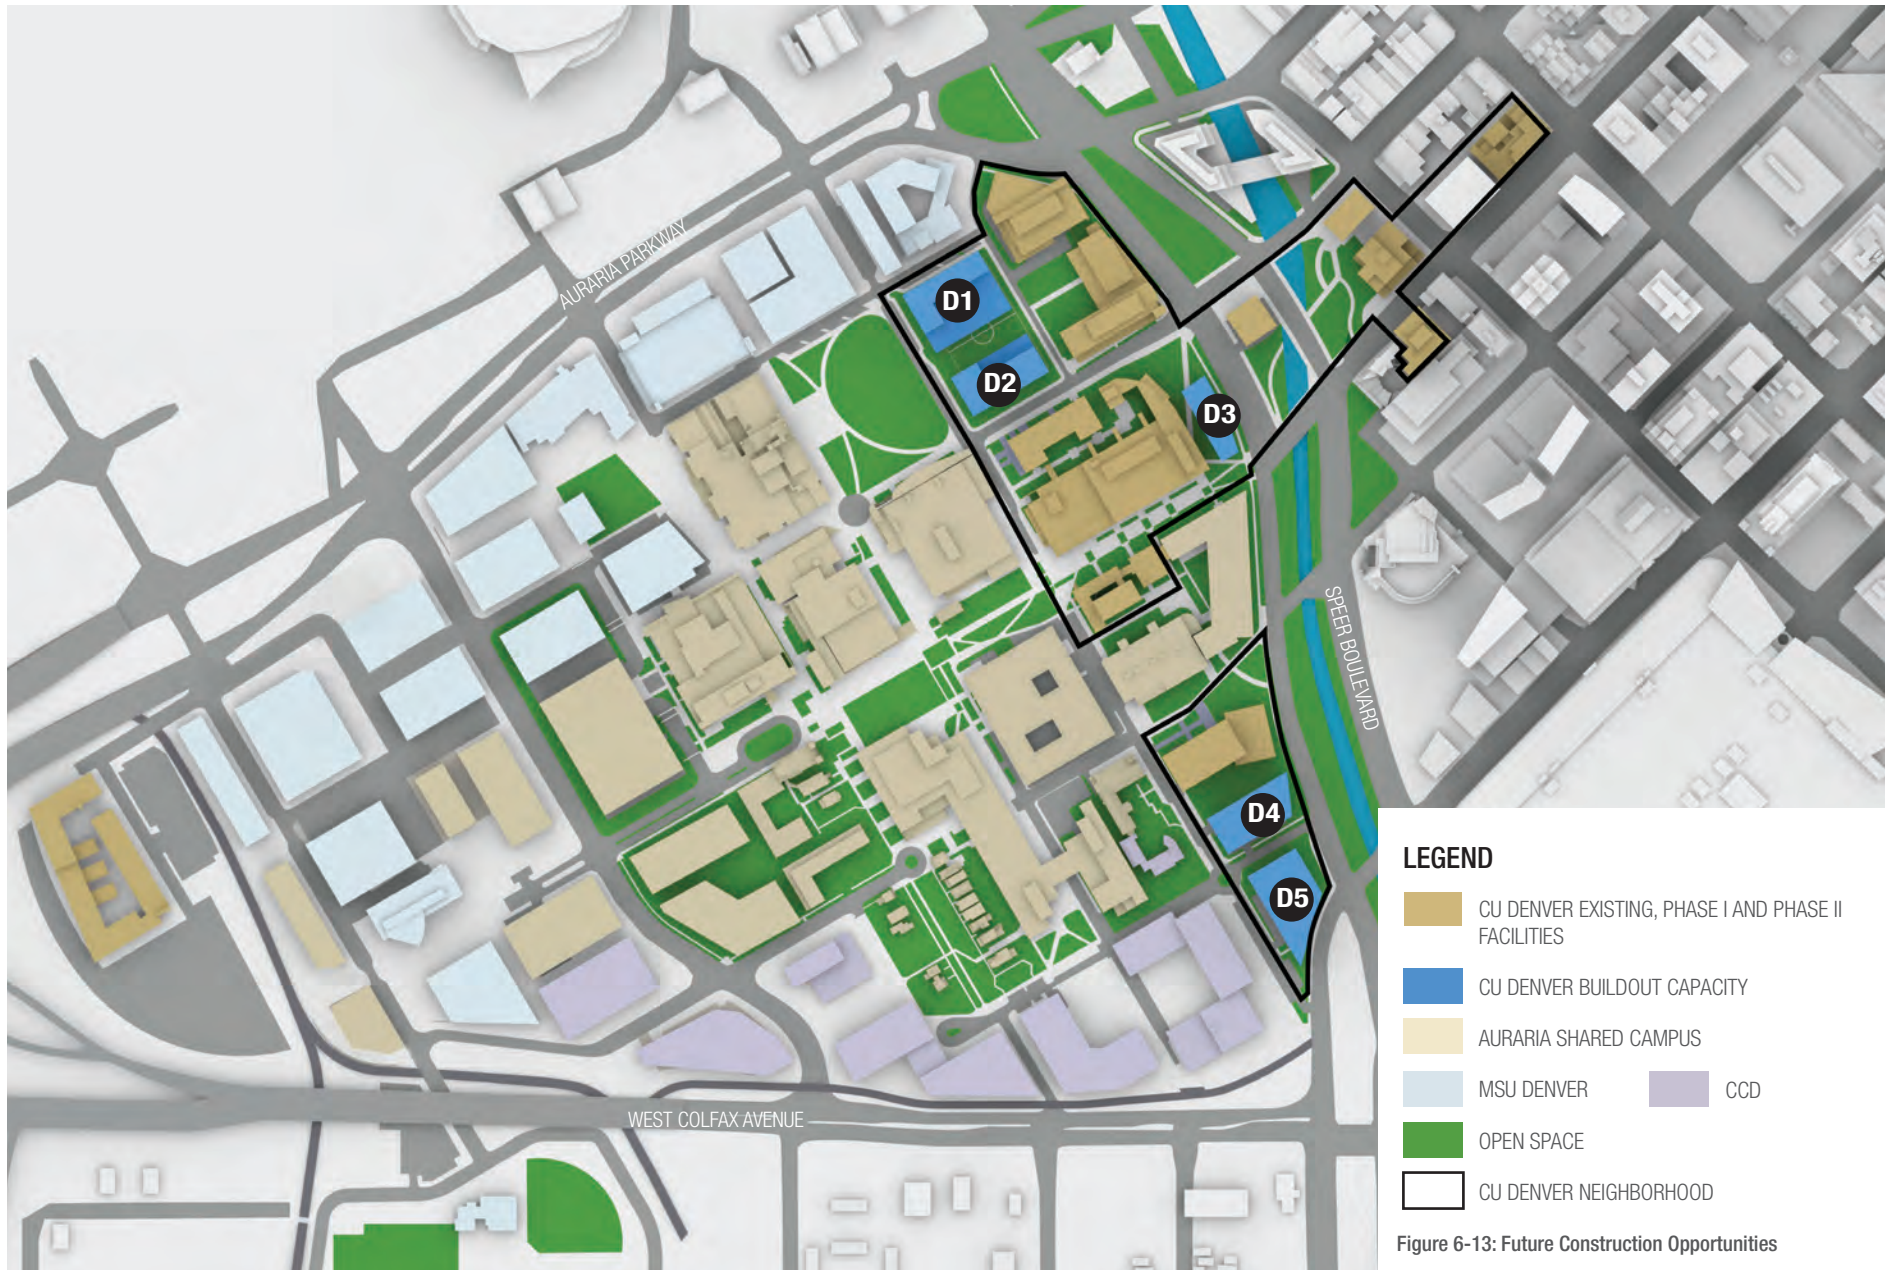 AURARIA PARKWAY
D1
D2
D3
SPEER BOULEVARD
D4
D5
WEST COLFAX AVENUE
LEGEND
CU DENVER EXISTING, PHASE I AND PHASE II
FACILITIES
CU DENVER BUILDOUT CAPACITY
AURARIA SHARED CAMPUS
MSU DENVER
CCD
OPEN SPACE
CU DENVER NEIGHBORHOOD
Figure 6-13: Future Construction Opportunities